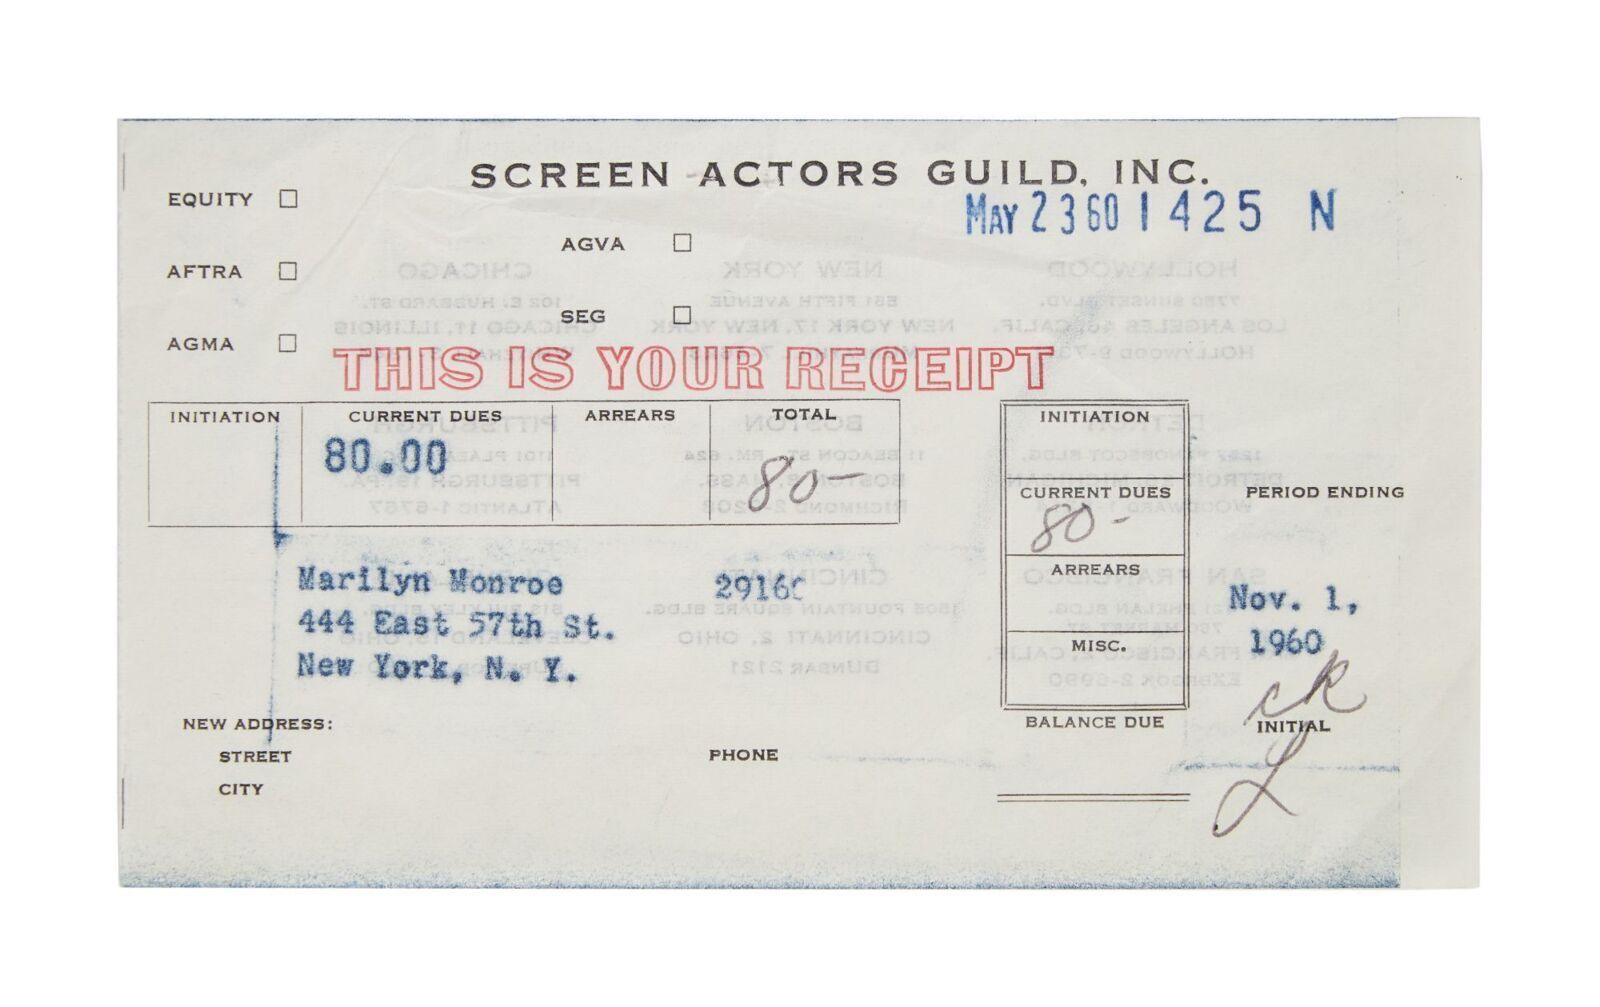 SCREEN ACTORS GUILD, INC.
MAY 23 60 1425 N
EQUITY
AGVA
AFTRA
SEG
AGMA
THIS IS YOUR RECEIPT
INITIATION CURRENT DUES ARREARS TOTAL
80.00 80-
INITIATION
CURRENT DUES PERIOD ENDING
80-
ARREARS
Marilyn Monroe
444 East 57th St.
New York, N. Y.
Nov. 1,
1960
MISC.
ck
BALANCE DUE INITIAL
L
NEW ADDRESS:
STREET PHONE
CITY